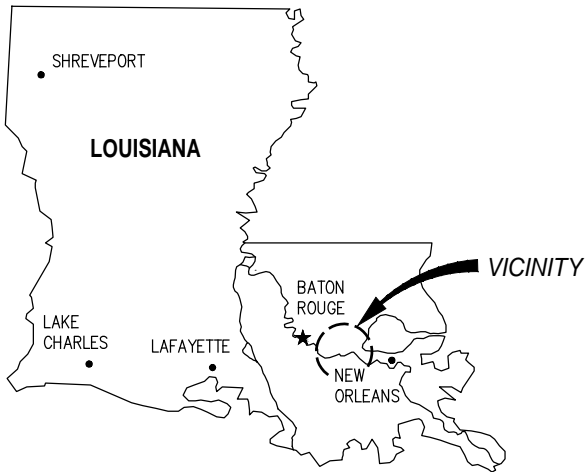 SHREVEPORT
LOUISIANA
VICINITY
BATON
ROUGE
LAKE
CHARLES
LAFAYETTE
NEW
ORLEANS